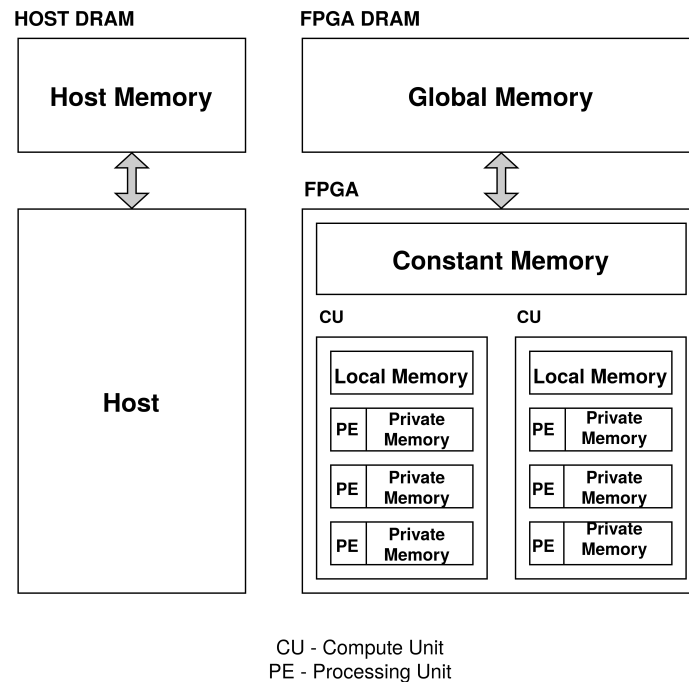 HOST DRAM
Host Memory
Host
FPGA DRAM
Global Memory
FPGA
Constant Memory
CU
Local Memory
PE
Private
Memory
PE
Private
Memory
PE
Private
Memory
CU
Local Memory
PE
Private
Memory
PE
Private
Memory
PE
Private
Memory
CU - Compute Unit
PE - Processing Unit